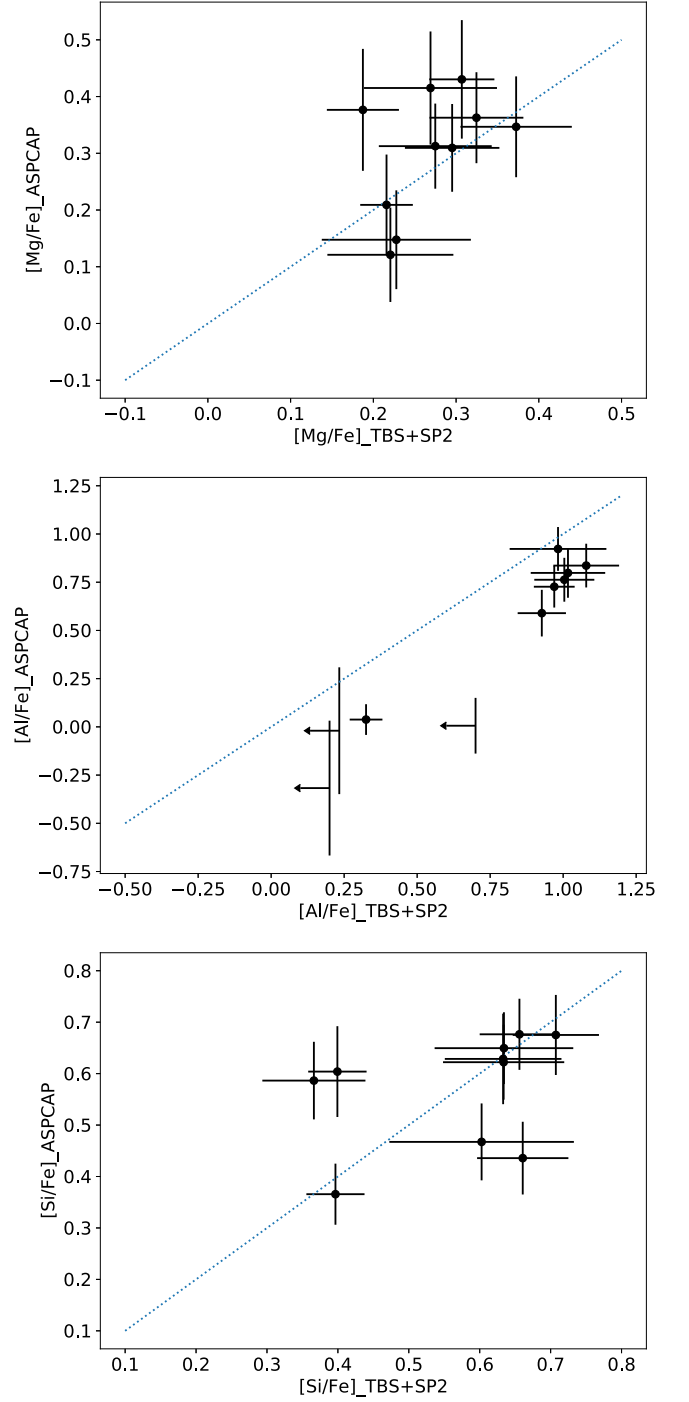 0.5
0.4
0.3
0.2
0.1
0.0
−0.1
[Mg/Fe]_ASPCAP
−0.1 0.0 0.1 0.2 0.3 0.4 0.5
[Mg/Fe]_TBS+SP2
1.25
1.00
0.75
0.50
0.25
0.00
−0.25
−0.50
−0.75
[Al/Fe]_ASPCAP
−0.50 −0.25 0.00 0.25 0.50 0.75 1.00 1.25
[Al/Fe]_TBS+SP2
0.8
0.7
0.6
0.5
0.4
0.3
0.2
0.1
[Si/Fe]_ASPCAP
0.1 0.2 0.3 0.4 0.5 0.6 0.7 0.8
[Si/Fe]_TBS+SP2